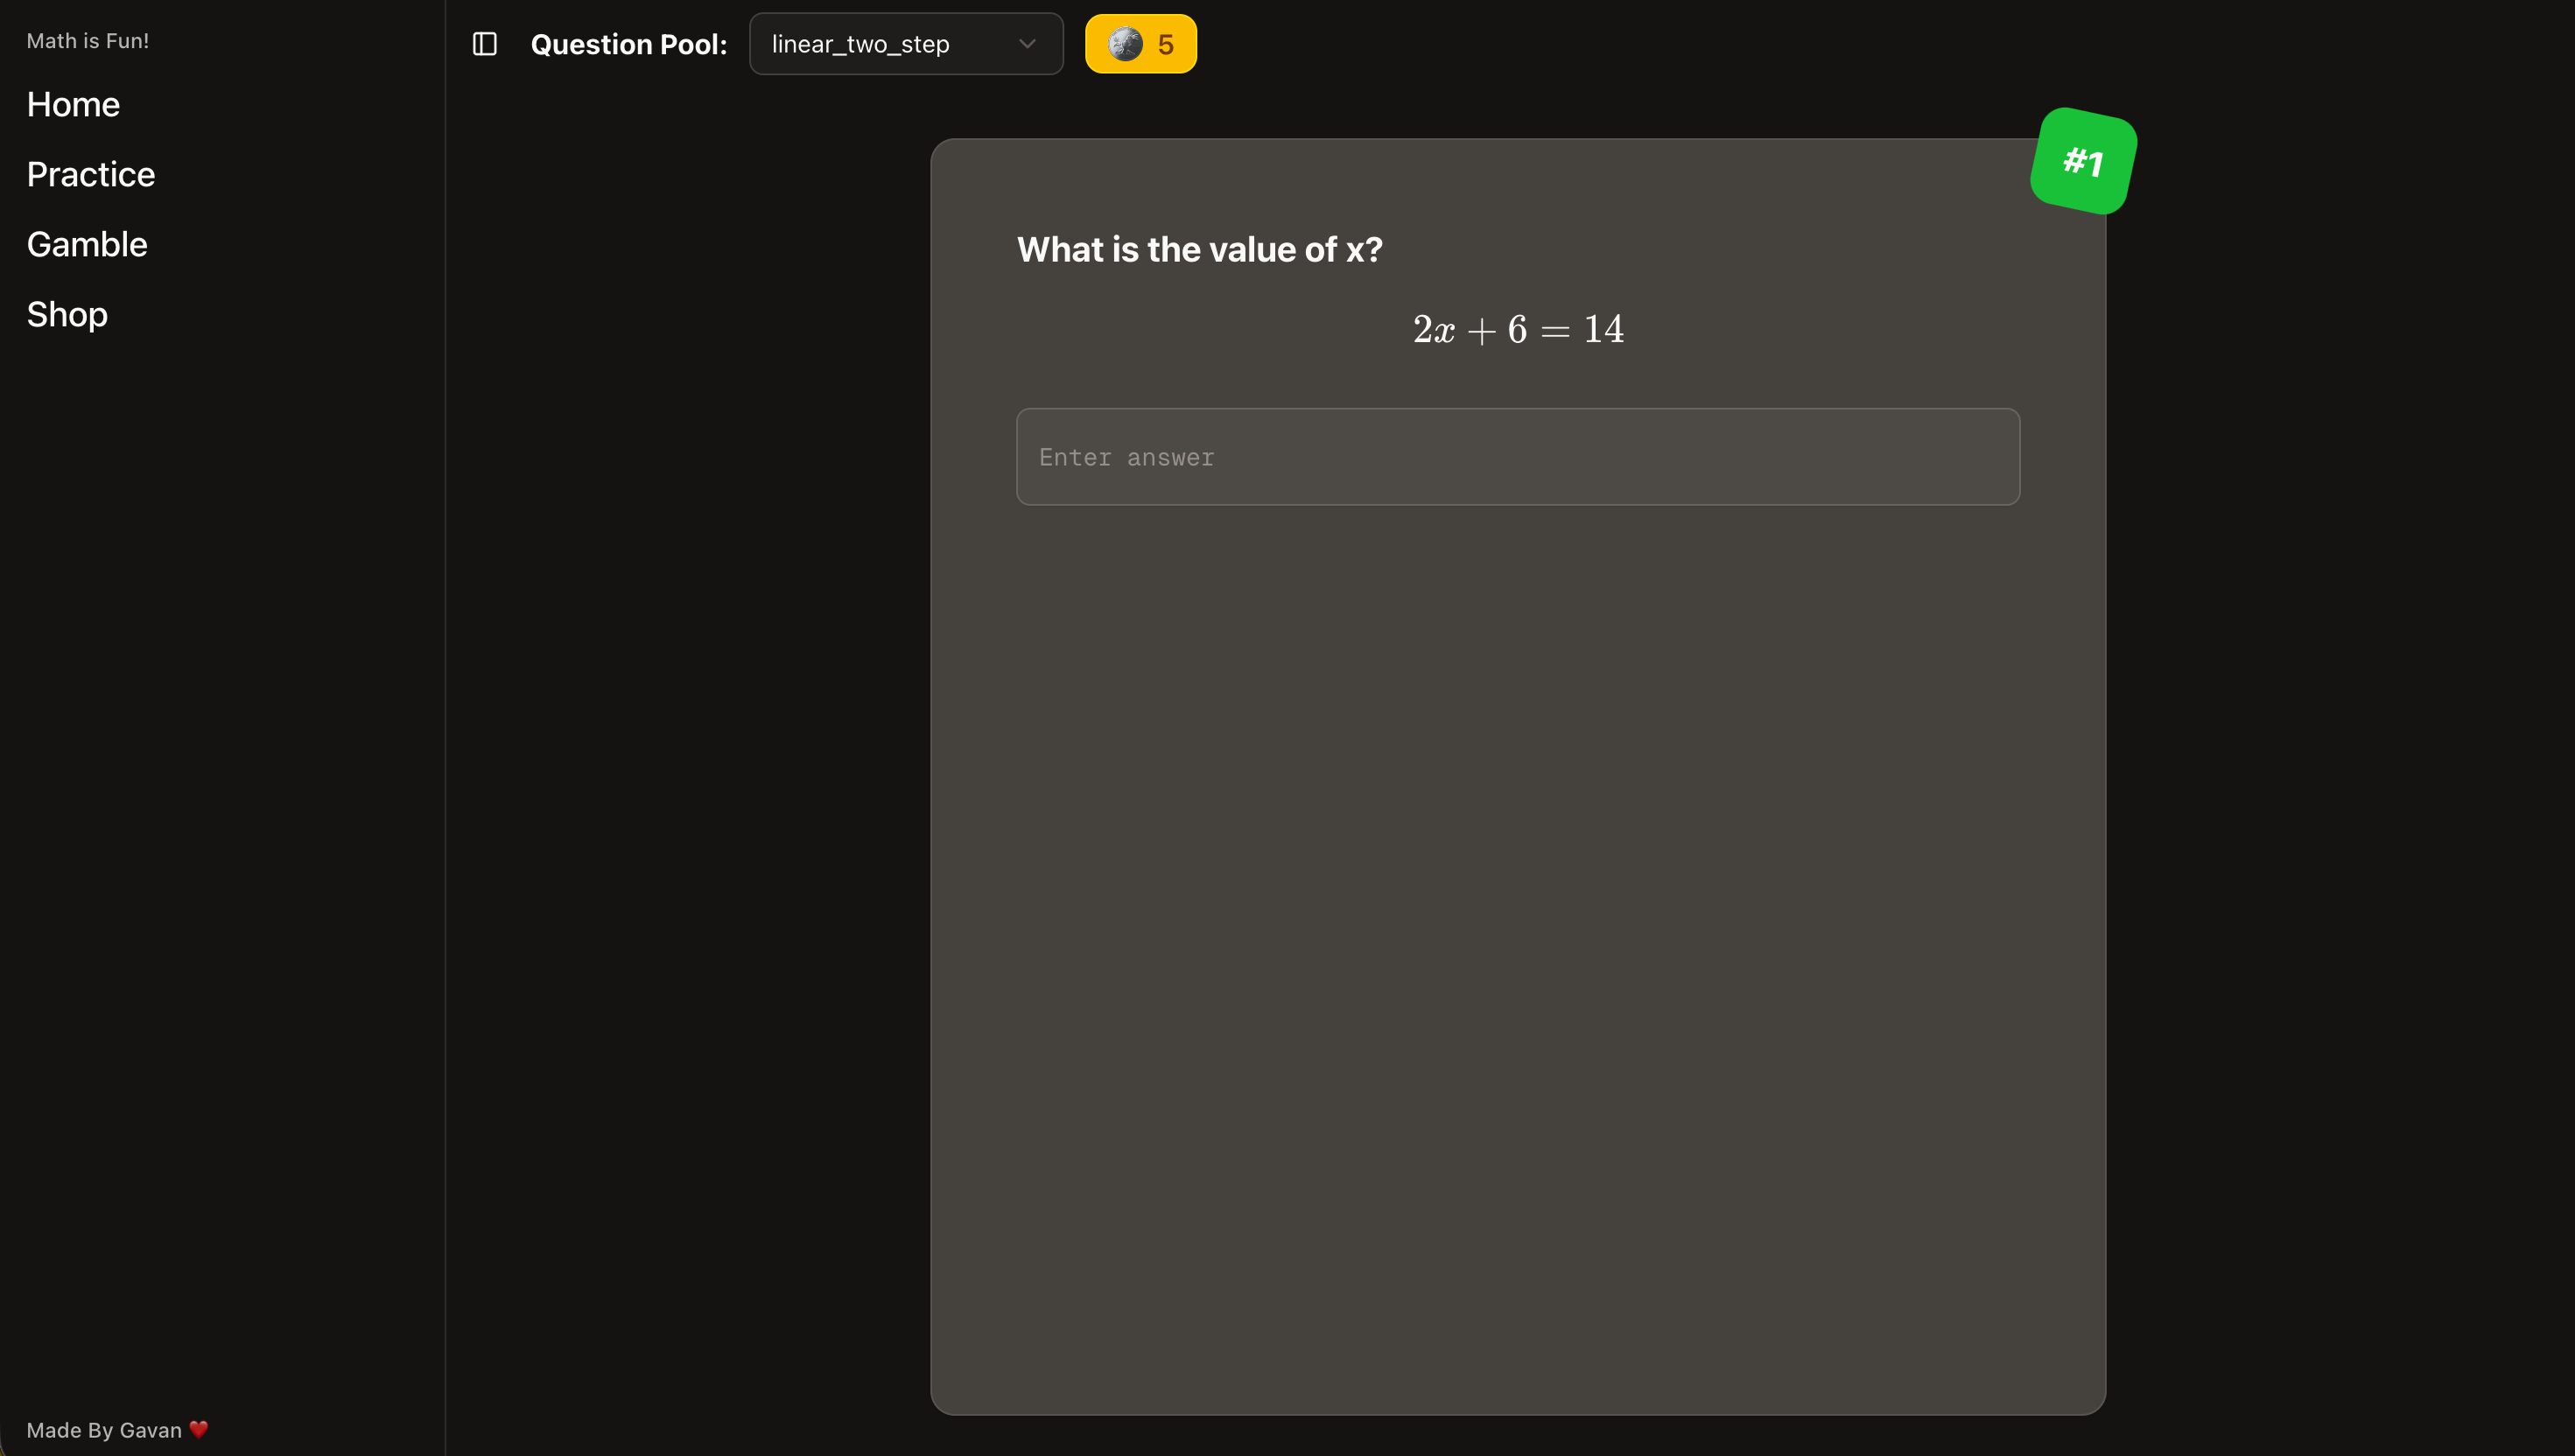 Math is Fun!
Home
Practice
Gamble
Shop
Made By Gavan ❤️
Question Pool: linear_two_step 5
#1
What is the value of x?
2x + 6 = 14
Enter answer